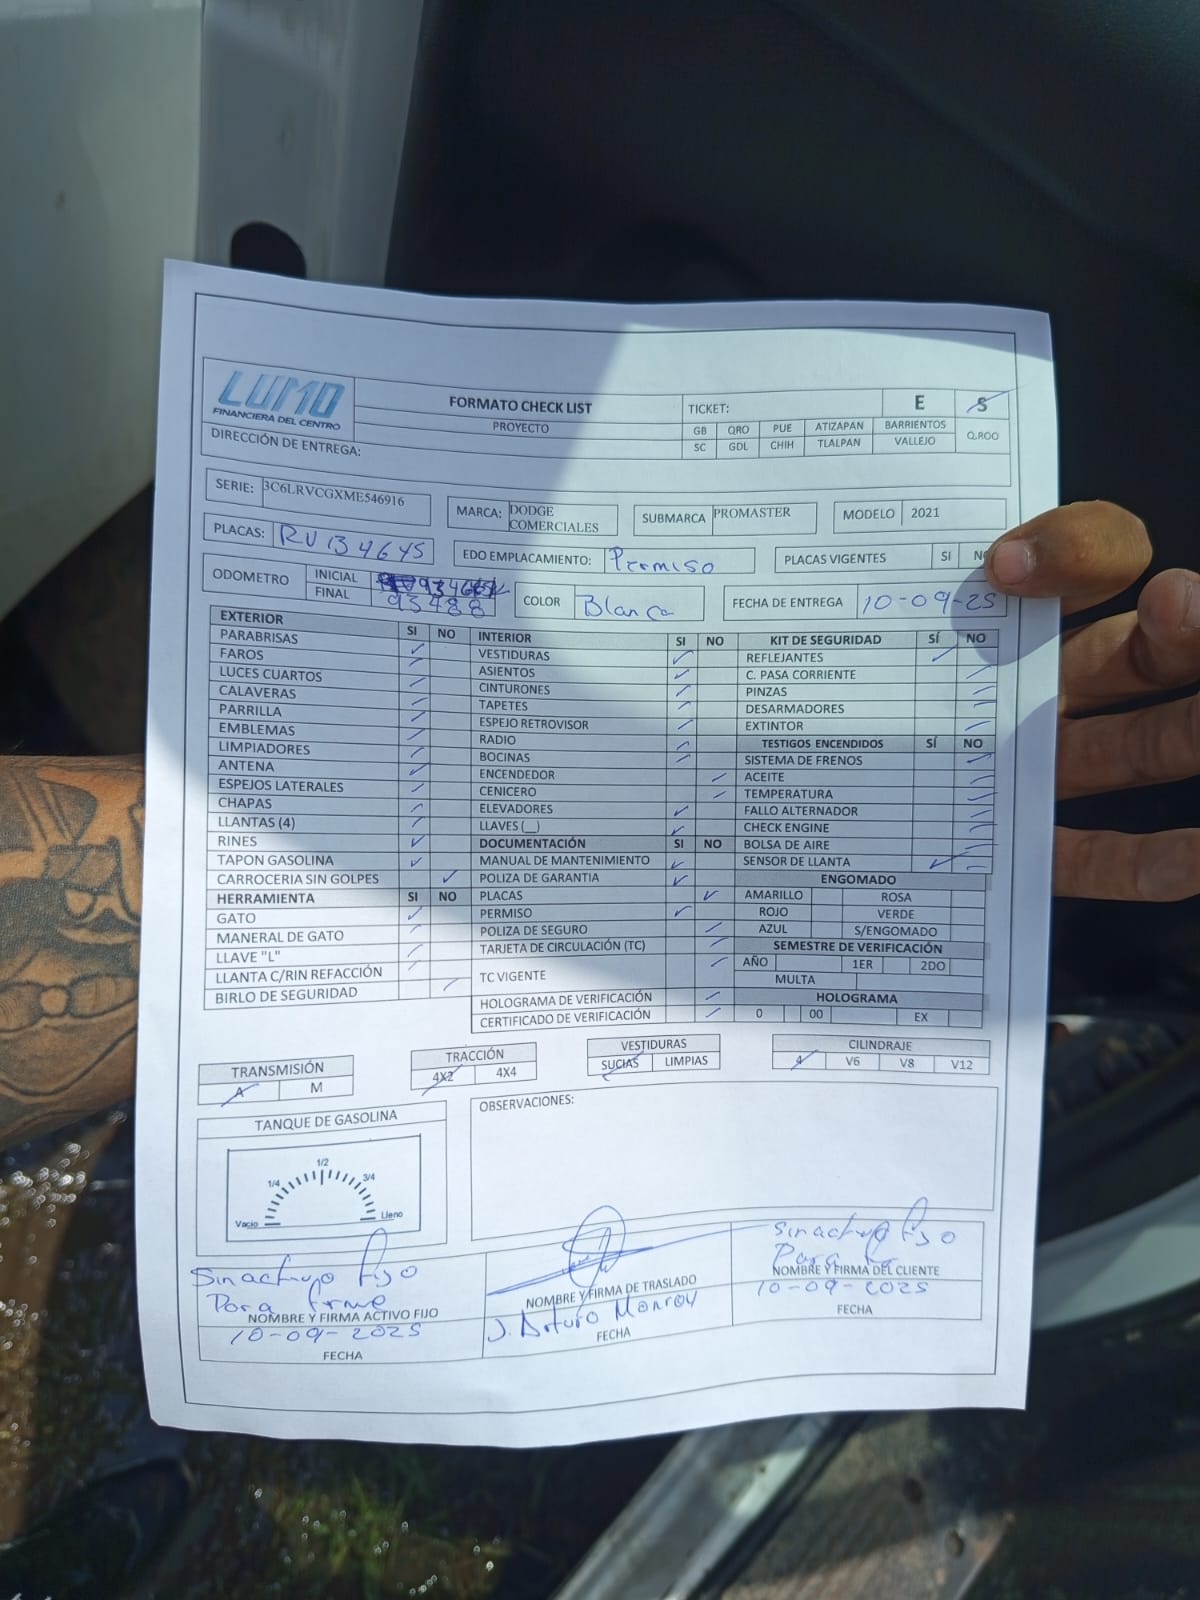 LUMO
FINANCIERA DEL CENTRO
FORMATO CHECK LIST
PROYECTO
TICKET:
E
S
GB QRO PUE ATIZAPAN BARRIENTOS Q.ROO
SC GDL CHIH TLALPAN VALLEJO
DIRECCIÓN DE ENTREGA:
SERIE: 3C6LRVCGXME546916
MARCA: DODGE COMERCIALES
SUBMARCA PROMASTER
MODELO 2021
PLACAS: RV134645
EDO EMPLACAMIENTO: Permiso
PLACAS VIGENTES SI
ODOMETRO
INICIAL
FINAL 93488
COLOR Blanca
FECHA DE ENTREGA 10-09-25
EXTERIOR SI NO
PARABRISAS
FAROS
LUCES CUARTOS
CALAVERAS
PARRILLA
EMBLEMAS
LIMPIADORES
ANTENA
ESPEJOS LATERALES
CHAPAS
LLANTAS (4)
RINES
TAPON GASOLINA
CARROCERIA SIN GOLPES
HERRAMIENTA SI NO
GATO
MANERAL DE GATO
LLAVE "L"
LLANTA C/RIN REFACCIÓN
BIRLO DE SEGURIDAD
INTERIOR SI NO
VESTIDURAS
ASIENTOS
CINTURONES
TAPETES
ESPEJO RETROVISOR
RADIO
BOCINAS
ENCENDEDOR
CENICERO
ELEVADORES
LLAVES (__)
DOCUMENTACIÓN SI NO
MANUAL DE MANTENIMIENTO
POLIZA DE GARANTIA
PLACAS
PERMISO
POLIZA DE SEGURO
TARJETA DE CIRCULACIÓN (TC)
TC VIGENTE
HOLOGRAMA DE VERIFICACIÓN
CERTIFICADO DE VERIFICACIÓN
KIT DE SEGURIDAD SÍ NO
REFLEJANTES
C. PASA CORRIENTE
PINZAS
DESARMADORES
EXTINTOR
TESTIGOS ENCENDIDOS SÍ NO
SISTEMA DE FRENOS
ACEITE
TEMPERATURA
FALLO ALTERNADOR
CHECK ENGINE
BOLSA DE AIRE
SENSOR DE LLANTA
ENGOMADO
AMARILLO ROSA
ROJO VERDE
AZUL S/ENGOMADO
SEMESTRE DE VERIFICACIÓN
AÑO 1ER 2DO
MULTA
HOLOGRAMA
0 00 EX
TRANSMISIÓN
A M
TRACCIÓN
4X2 4X4
VESTIDURAS
SUCIAS LIMPIAS
CILINDRAJE
4 V6 V8 V12
TANQUE DE GASOLINA
Vacio 1/4 1/2 3/4 Lleno
OBSERVACIONES:
Sin activo fijo
Para firme
NOMBRE Y FIRMA ACTIVO FIJO
10-09-2025
FECHA
NOMBRE Y FIRMA DE TRASLADO
J. Arturo Monroy
FECHA
Sin activo fijo
NOMBRE Y FIRMA DEL CLIENTE
10-09-2025
FECHA